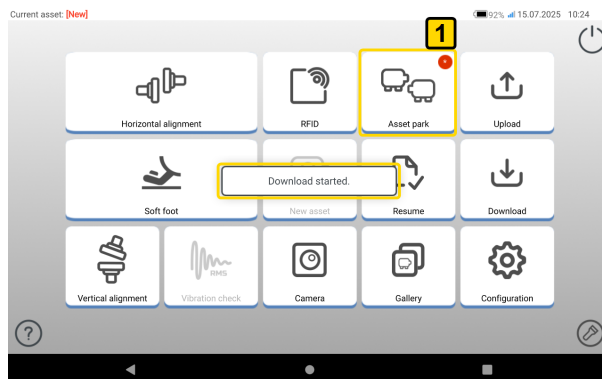 Current asset: [New]
92% 15.07.2025 10:24
1
Horizontal alignment
RFID
Asset park
Upload
Download started.
Soft foot
New asset
Resume
Download
RMS
Vertical alignment
Vibration check
Camera
Gallery
Configuration
?